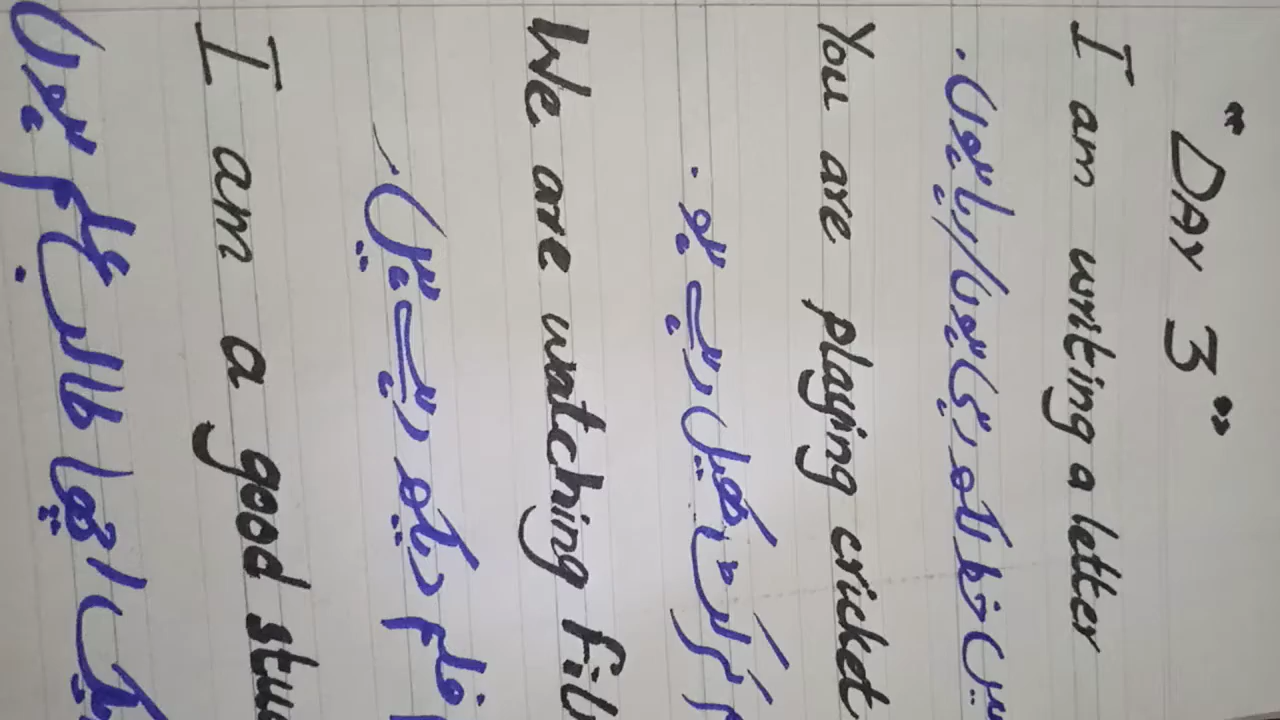 "DAY 3"
I am writing a letter
میں خط لکھ رہی ہوں/رہا ہوں.
You are playing cricket
کرکٹ کھیل رہے ہو.
We are watching
فلم دیکھ رہے ہیں.
I am a good
اچھا طالب علم ہوں